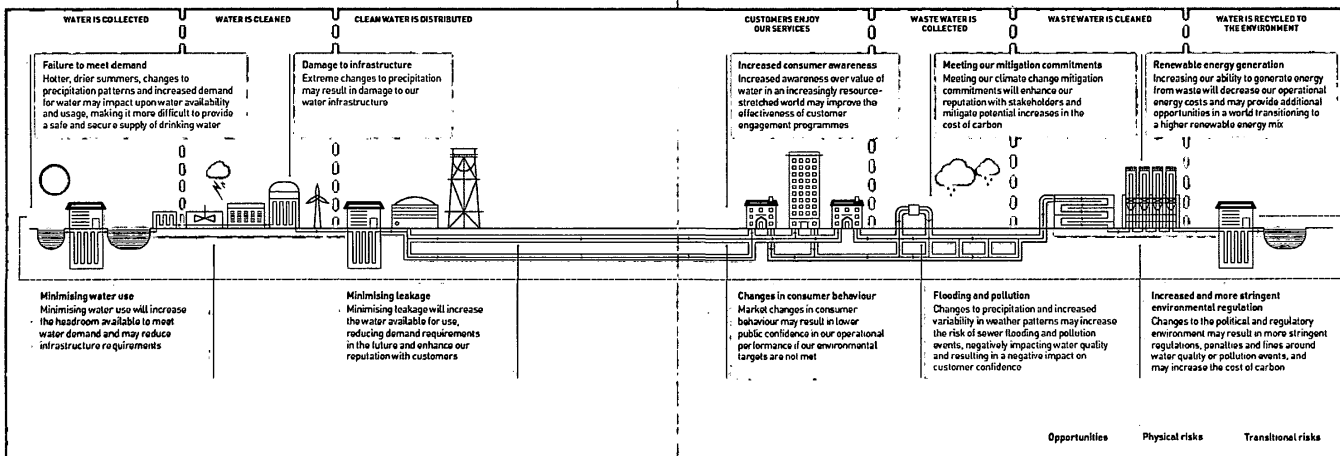 WATER IS COLLECTED
WATER IS CLEANED
CLEAN WATER IS DISTRIBUTED
CUSTOMERS ENJOY
OUR SERVICES
WASTE WATER IS
COLLECTED
WASTEWATER IS CLEANED
WATER IS RECYCLED TO
THE ENVIRONMENT
Failure to meet demand
Hotter, drier summers, changes to
precipitation patterns and increased demand
for water may impact upon water availability
and usage, making it more difficult to provide
a safe and secure supply of drinking water
Damage to infrastructure
Extreme changes to precipitation
may result in damage to our
water infrastructure
Increased consumer awareness
Increased awareness over value of
water in an increasingly resource-
stretched world may improve the
effectiveness of customer
engagement programmes
Meeting our mitigation commitments
Meeting our climate change mitigation
commitments will enhance our
reputation with stakeholders and
mitigate potential increases in the
cost of carbon
Renewable energy generation
Increasing our ability to generate energy
from waste will decrease our operational
energy costs and may provide additional
opportunities in a world transitioning to
a higher renewable energy mix
Minimising water use
Minimising water use will increase
the headroom available to meet
water demand and may reduce
infrastructure requirements
Minimising leakage
Minimising leakage will increase
the water available for use,
reducing demand requirements
in the future and enhance our
reputation with customers
Changes in consumer behaviour
Market changes in consumer
behaviour may result in lower
public confidence in our operational
performance if our environmental
targets are not met
Flooding and pollution
Changes to precipitation and increased
variability in weather patterns may increase
the risk of sewer flooding and pollution
events, negatively impacting water quality
and resulting in a negative impact on
customer confidence
Increased and more stringent
environmental regulation
Changes to the political and regulatory
environment may result in more stringent
regulations, penalties and fines around
water quality or pollution events, and
may increase the cost of carbon
Opportunities
Physical risks
Transitional risks